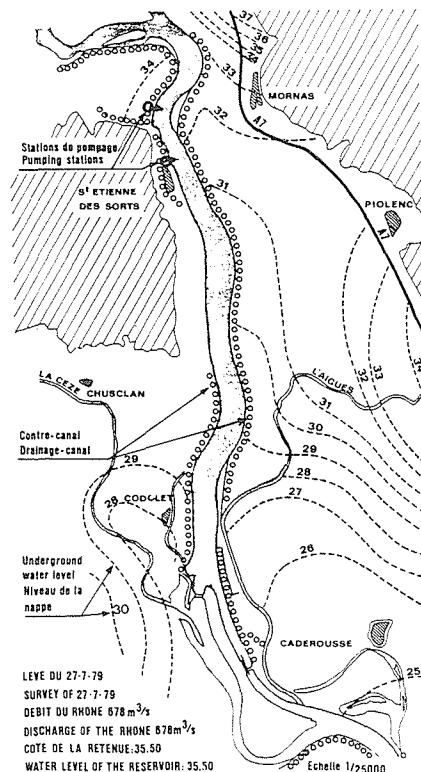 37
36
35
34
33
34
MORNAS
32
A7
Stations de pompage
Pumping stations
31
ST ETIENNE
DES SORTS
PIOLENC
A7
LA CEZE
CHUSCLAN
L'AIGUES
32
33
34
31
30
29
28
27
26
Contre-canal
Drainage-canal
29
28
CODOLET
Underground
water level
Niveau de la
nappe
30
CADEROUSSE
25
LEVE DU 27-7-79
SURVEY OF 27-7-79
DEBIT DU RHONE 678 m³/s
DISCHARGE OF THE RHONE 678 m³/s
COTE DE LA RETENUE: 35.50
WATER LEVEL OF THE RESERVOIR: 35.50
Echelle 1/25000